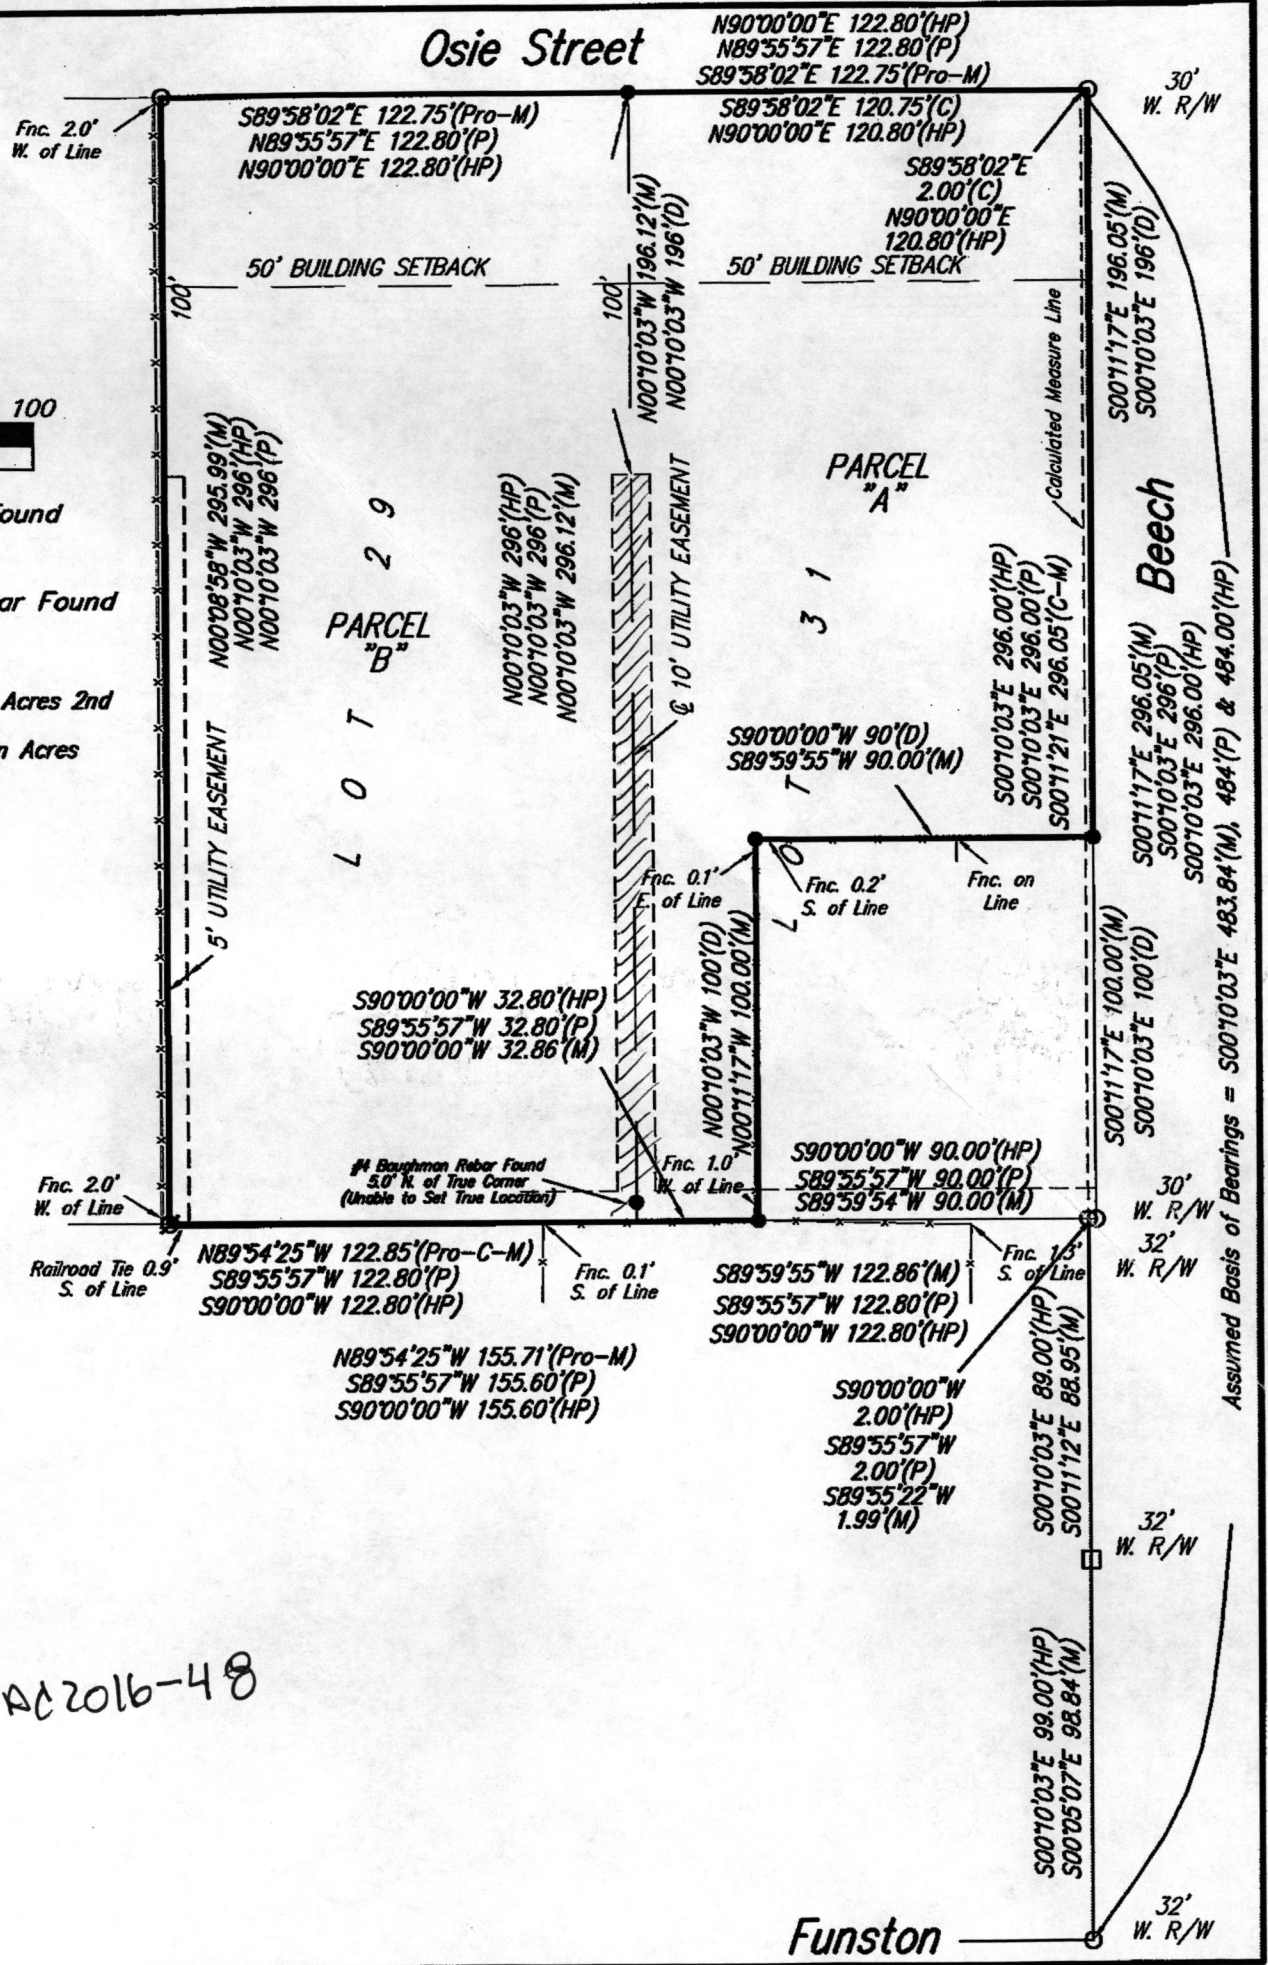 Osie Street
N90°00'00"E 122.80'(HP)
N89°55'57"E 122.80'(P)
S89°58'02"E 122.75'(Pro-M)
30'
W. R/W
Fnc. 2.0'
W. of Line
S89°58'02"E 122.75'(Pro-M)
N89°55'57"E 122.80'(P)
N90°00'00"E 122.80'(HP)
S89°58'02"E 120.75'(C)
N90°00'00"E 120.80'(HP)
S89°58'02"E
2.00'(C)
N90°00'00"E
120.80'(HP)
50' BUILDING SETBACK
50' BUILDING SETBACK
100'
100'
N00°10'03"W 196.12'(M)
N00°10'03"W 196'(D)
S00°11'17"E 196.05'(M)
S00°10'03"E 196'(D)
Calculated Measure Line
100
ound
ar Found
Acres 2nd
n Acres
N00°08'58"W 295.99'(M)
N00°10'03"W 296'(HP)
N00°10'03"W 296'(P)
LOT 29
PARCEL
"B"
N00°10'03"W 296'(HP)
N00°10'03"W 296'(P)
N00°10'03"W 296.12'(M)
℄ 10' UTILITY EASEMENT
PARCEL
"A"
LOT 31
S00°10'03"E 296.00'(HP)
S00°10'03"E 296.00'(P)
S00°11'21"E 296.05'(C-M)
Beech
S00°11'17"E 296.05'(M)
S00°10'03"E 296'(P)
S00°10'03"E 296.00'(HP)
Assumed Basis of Bearings = S00°10'03"E 483.84'(M), 484'(P) & 484.00'(HP)
5' UTILITY EASEMENT
S90°00'00"W 90'(D)
S89°59'55"W 90.00'(M)
Fnc. 0.1'
E. of Line
Fnc. 0.2'
S. of Line
Fnc. on
Line
N00°10'03"W 100'(D)
N00°11'17"W 100.00'(M)
S00°11'17"E 100.00'(M)
S00°10'03"E 100'(D)
S90°00'00"W 32.80'(HP)
S89°55'57"W 32.80'(P)
S90°00'00"W 32.86'(M)
#4 Baughman Rebar Found
5.0' N. of True Corner
(Unable to Set True Location)
Fnc. 1.0'
W. of Line
S90°00'00"W 90.00'(HP)
S89°55'57"W 90.00'(P)
S89°59'54"W 90.00'(M)
Fnc. 2.0'
W. of Line
30'
W. R/W
32'
W. R/W
Railroad Tie 0.9'
S. of Line
N89°54'25"W 122.85'(Pro-C-M)
S89°55'57"W 122.80'(P)
S90°00'00"W 122.80'(HP)
Fnc. 0.1'
S. of Line
S89°59'55"W 122.86'(M)
S89°55'57"W 122.80'(P)
S90°00'00"W 122.80'(HP)
Fnc. 1.3'
S. of Line
N89°54'25"W 155.71'(Pro-M)
S89°55'57"W 155.60'(P)
S90°00'00"W 155.60'(HP)
S90°00'00"W
2.00'(HP)
S89°55'57"W
2.00'(P)
S89°55'22"W
1.99'(M)
S00°10'03"E 89.00'(HP)
S00°11'12"E 88.95'(M)
32'
W. R/W
S00°10'03"E 99.00'(HP)
S00°05'07"E 98.84'(M)
AC2016-48
Funston
32'
W. R/W